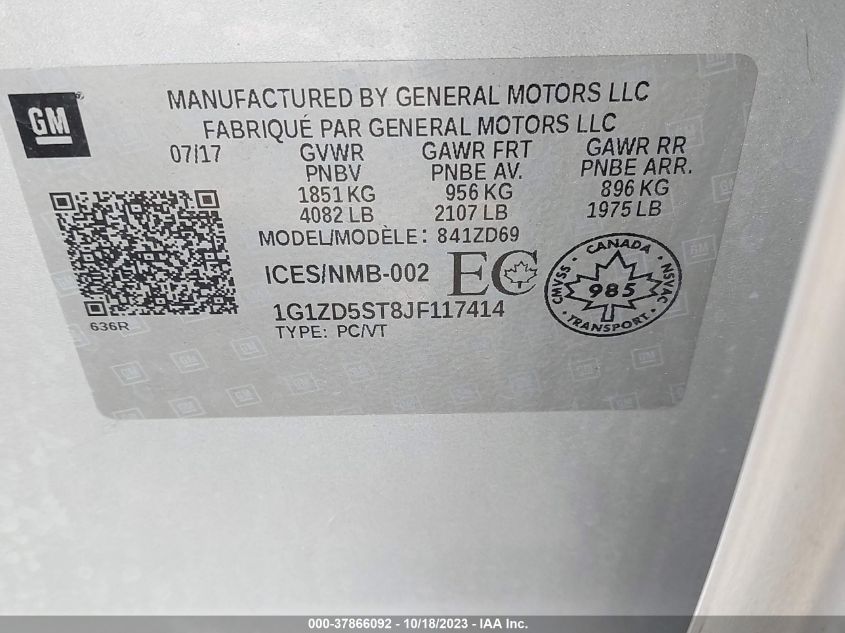 GM
MANUFACTURED BY GENERAL MOTORS LLC
FABRIQUÉ PAR GENERAL MOTORS LLC
07/17 GVWR GAWR FRT GAWR RR
PNBV PNBE AV. PNBE ARR.
1851 KG 956 KG 896 KG
4082 LB 2107 LB 1975 LB
MODEL/MODÈLE: 841ZD69
ICES/NMB-002 EC
CANADA
CMVSS 985 NSVAC
TRANSPORT
1G1ZD5ST8JF117414
636R TYPE: PC/VT
000-37866092 - 10/18/2023 - IAAI.com